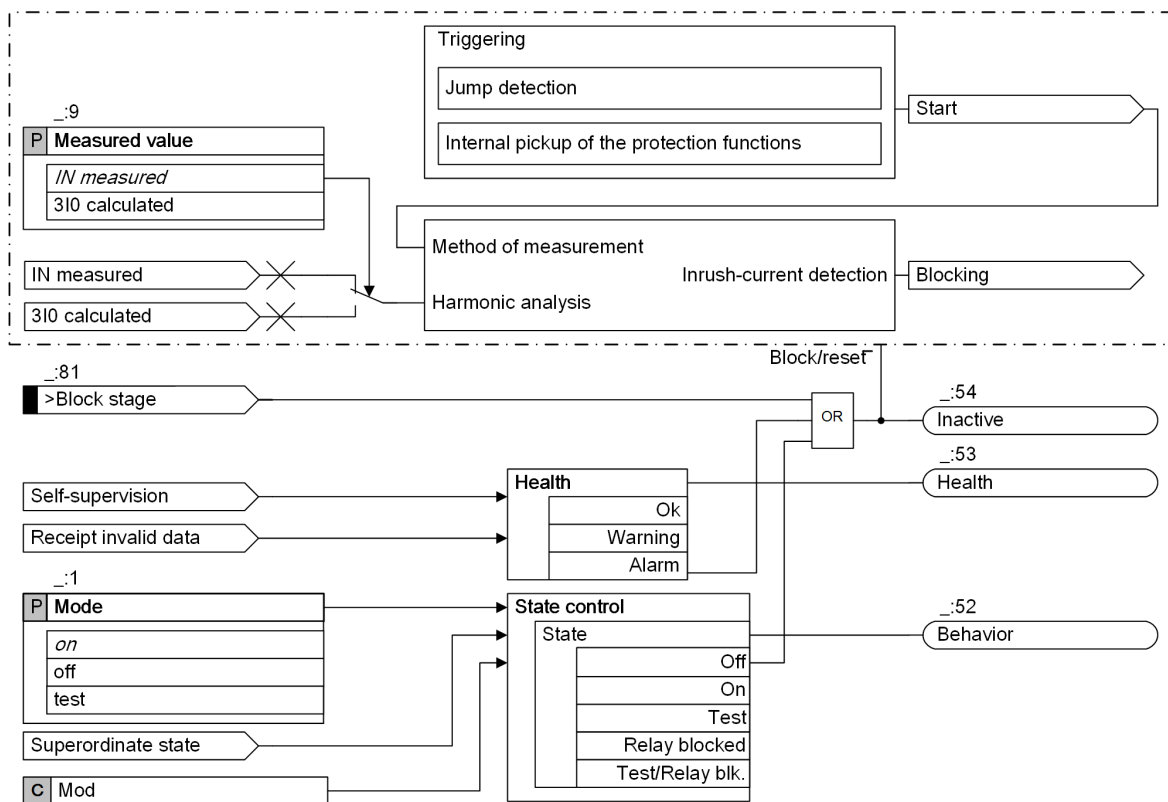 Triggering
Jump detection
Internal pickup of the protection functions
Start
_:9
P Measured value
IN measured
3I0 calculated
Method of measurement
Inrush-current detection
Blocking
Harmonic analysis
IN measured
3I0 calculated
Block/reset
_:81
>Block stage
OR
_:54
Inactive
_:53
Health
Self-supervision
Receipt invalid data
Health
Ok
Warning
Alarm
_:1
P Mode
on
off
test
Superordinate state
C Mod
State control
State
Off
On
Test
Relay blocked
Test/Relay blk.
_:52
Behavior